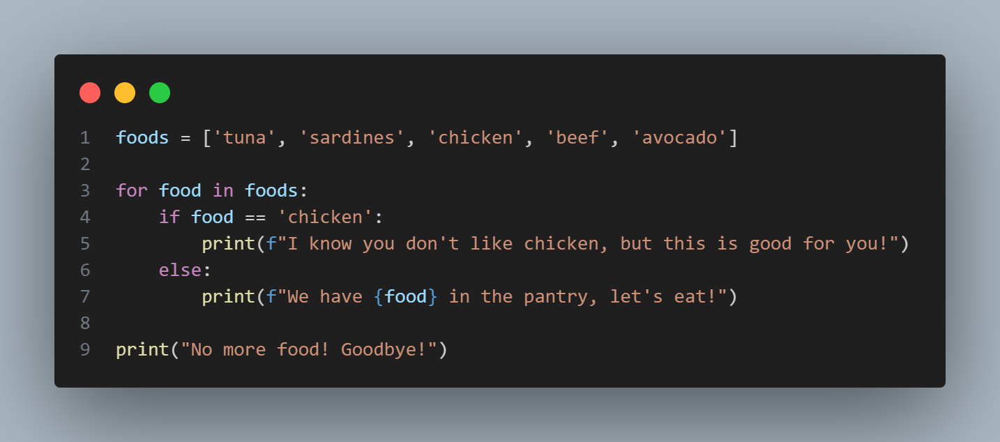 1 foods = ['tuna', 'sardines', 'chicken', 'beef', 'avocado']
2
3 for food in foods:
4     if food == 'chicken':
5         print(f"I know you don't like chicken, but this is good for you!")
6     else:
7         print(f"We have {food} in the pantry, let's eat!")
8
9 print("No more food! Goodbye!")